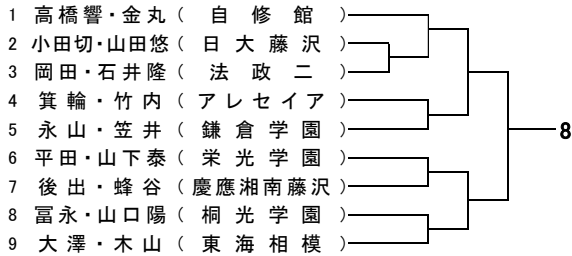 1 高橋響・金丸 ( 自 修 館 )
2 小田切・山田悠 ( 日 大 藤 沢 )
3 岡田・石井隆 ( 法 政 二 )
4 箕輪・竹内 ( アレセイア )
5 永山・笠井 ( 鎌倉学園 )
6 平田・山下泰 ( 栄光学園 )
7 後出・蜂谷 ( 慶應湘南藤沢 )
8 冨永・山口陽 ( 桐光学園 )
9 大澤・木山 ( 東海相模 )
8